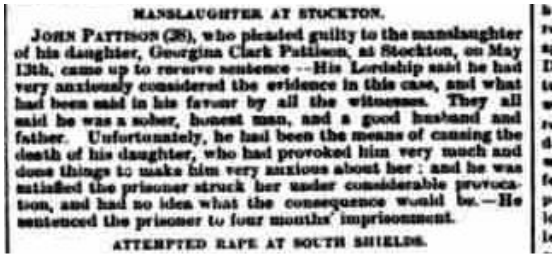 MANSLAUGHTER AT STOCKTON.
JOHN PATTISON (38), who pleaded guilty to the manslaughter
of his daughter, Georgina Clark Pattison, at Stockton, on May
13th, came up to receive sentence —His Lordship said he had
very anxiously considered the evidence in this case, and what
had been said in his favour by all the witnesses. They all
said he was a sober, honest man, and a good husband and
father. Unfortunately, he had been the means of causing the
death of his daughter, who had provoked him very much and
done things to make him very anxious about her; and he was
satisfied the prisoner struck her under considerable provoca-
tion, and had no idea what the consequence would be.—He
sentenced the prisoner to four months' imprisonment.
ATTEMPTED RAPE AT SOUTH SHIELDS.